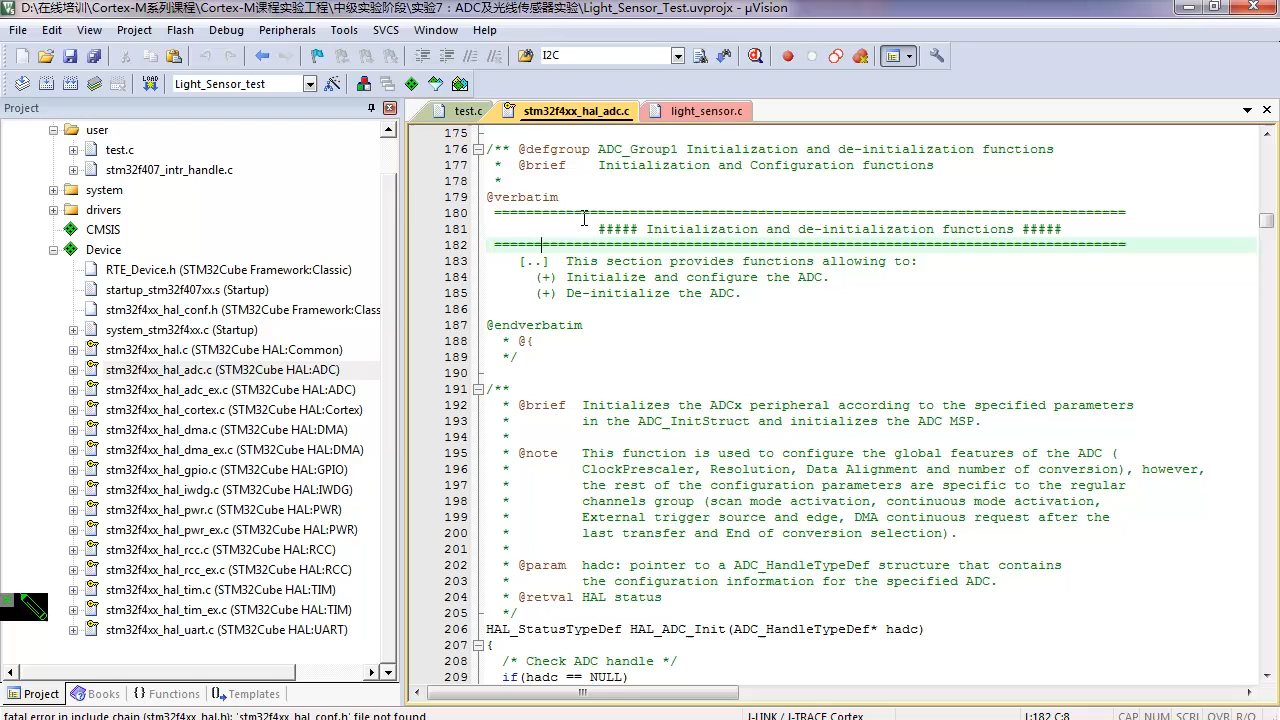 D:\在线培训\Cortex-M系列课程\Cortex-M课程实验工程\中级实验阶段\实验7：ADC及光线传感器实验\Light_Sensor_Test.uvprojx - µVision
File Edit View Project Flash Debug Peripherals Tools SVCS Window Help
I2C
LOAD Light_Sensor_test
Project
user
test.c
stm32f407_intr_handle.c
system
drivers
CMSIS
Device
RTE_Device.h (STM32Cube Framework:Classic)
startup_stm32f407xx.s (Startup)
stm32f4xx_hal_conf.h (STM32Cube Framework:Class
system_stm32f4xx.c (Startup)
stm32f4xx_hal.c (STM32Cube HAL:Common)
stm32f4xx_hal_adc.c (STM32Cube HAL:ADC)
stm32f4xx_hal_adc_ex.c (STM32Cube HAL:ADC)
stm32f4xx_hal_cortex.c (STM32Cube HAL:Cortex)
stm32f4xx_hal_dma.c (STM32Cube HAL:DMA)
stm32f4xx_hal_dma_ex.c (STM32Cube HAL:DMA)
stm32f4xx_hal_gpio.c (STM32Cube HAL:GPIO)
stm32f4xx_hal_iwdg.c (STM32Cube HAL:IWDG)
stm32f4xx_hal_pwr.c (STM32Cube HAL:PWR)
stm32f4xx_hal_pwr_ex.c (STM32Cube HAL:PWR)
stm32f4xx_hal_rcc.c (STM32Cube HAL:RCC)
stm32f4xx_hal_rcc_ex.c (STM32Cube HAL:RCC)
stm32f4xx_hal_tim.c (STM32Cube HAL:TIM)
stm32f4xx_hal_tim_ex.c (STM32Cube HAL:TIM)
stm32f4xx_hal_uart.c (STM32Cube HAL:UART)
Project Books Functions Templates
test.c stm32f4xx_hal_adc.c light_sensor.c
175
176 /** @defgroup ADC_Group1 Initialization and de-initialization functions
177 * @brief Initialization and Configuration functions
178 *
179 @verbatim
180 ===============================================================================
181 ##### Initialization and de-initialization functions #####
182 ===============================================================================
183 [..] This section provides functions allowing to:
184 (+) Initialize and configure the ADC.
185 (+) De-initialize the ADC.
186
187 @endverbatim
188 * @{
189 */
190
191 /**
192 * @brief Initializes the ADCx peripheral according to the specified parameters
193 * in the ADC_InitStruct and initializes the ADC MSP.
194 *
195 * @note This function is used to configure the global features of the ADC (
196 * ClockPrescaler, Resolution, Data Alignment and number of conversion), however,
197 * the rest of the configuration parameters are specific to the regular
198 * channels group (scan mode activation, continuous mode activation,
199 * External trigger source and edge, DMA continuous request after the
200 * last transfer and End of conversion selection).
201 *
202 * @param hadc: pointer to a ADC_HandleTypeDef structure that contains
203 * the configuration information for the specified ADC.
204 * @retval HAL status
205 */
206 HAL_StatusTypeDef HAL_ADC_Init(ADC_HandleTypeDef* hadc)
207 {
208 /* Check ADC handle */
209 if(hadc == NULL)
fatal error in include chain (stm32f4xx_hal.h): 'stm32f4xx_hal_conf.h' file not found J-LINK / J-TRACE Cortex L:182 C:8 CAP NUM SCRL OVR R/O